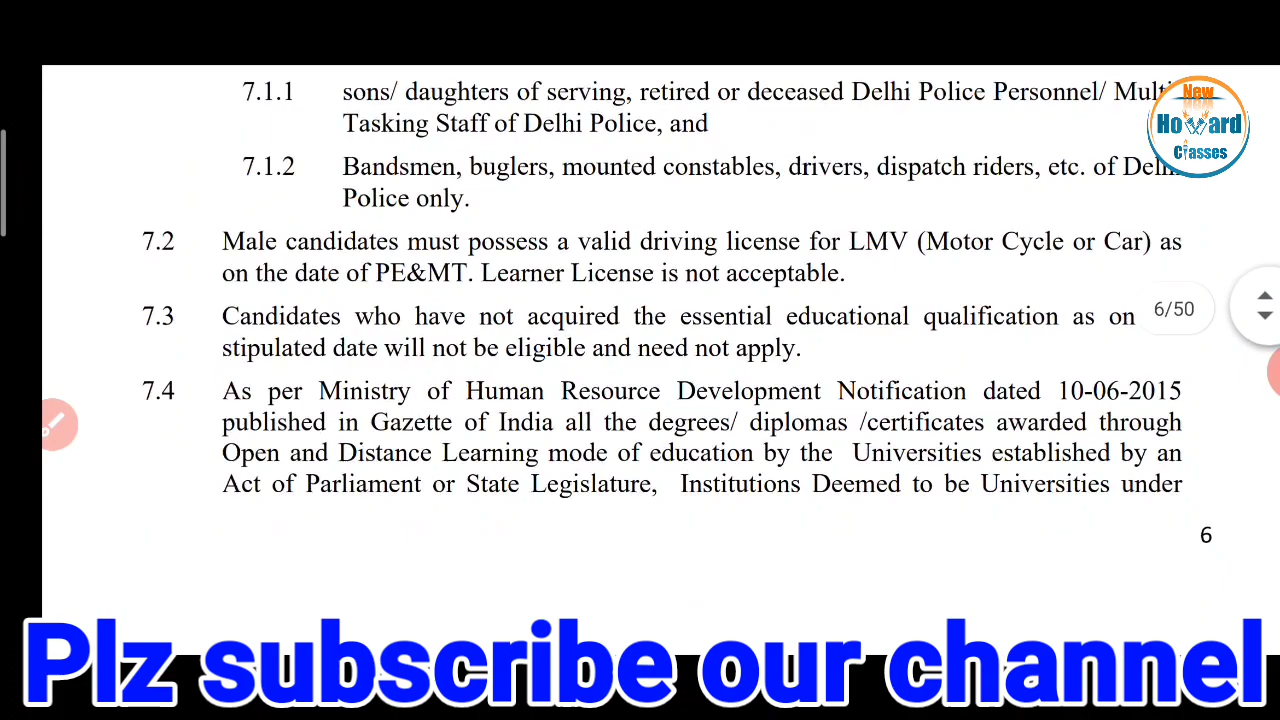 7.1.1 sons/ daughters of serving, retired or deceased Delhi Police Personnel/ Multi
Tasking Staff of Delhi Police, and
New
Howard
Classes
7.1.2 Bandsmen, buglers, mounted constables, drivers, dispatch riders, etc. of Delhi
Police only.
7.2 Male candidates must possess a valid driving license for LMV (Motor Cycle or Car) as
on the date of PE&MT. Learner License is not acceptable.
7.3 Candidates who have not acquired the essential educational qualification as on
stipulated date will not be eligible and need not apply.
6/50
7.4 As per Ministry of Human Resource Development Notification dated 10-06-2015
published in Gazette of India all the degrees/ diplomas /certificates awarded through
Open and Distance Learning mode of education by the Universities established by an
Act of Parliament or State Legislature, Institutions Deemed to be Universities under
6
Plz subscribe our channel